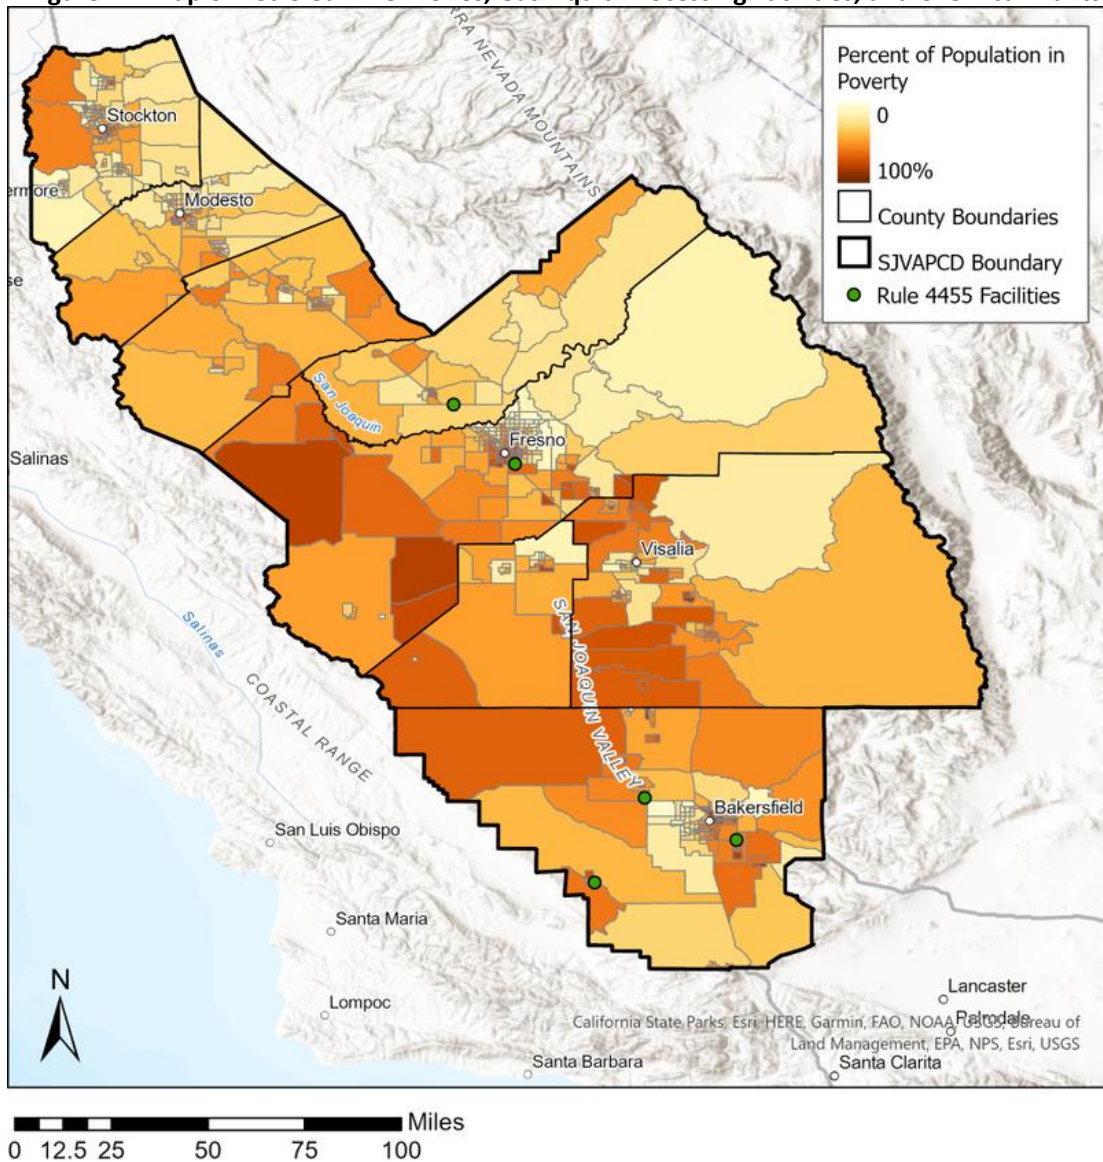 Percent of Population in
Poverty
0
100%
County Boundaries
SJVAPCD Boundary
Rule 4455 Facilities
RA NEVADA MOUNTAINS
Stockton
ermore
Modesto
se
San Joaquin
Fresno
Salinas
Visalia
Salinas
SAN JOAQUIN VALLEY
COASTAL RANGE
Bakersfield
San Luis Obispo
Santa Maria
N
Lompoc
Lancaster
Palmdale
California State Parks, Esri, HERE, Garmin, FAO, NOAA, USGS, Bureau of
Land Management, EPA, NPS, Esri, USGS
Santa Barbara
Santa Clarita
Miles
0 12.5 25 50 75 100